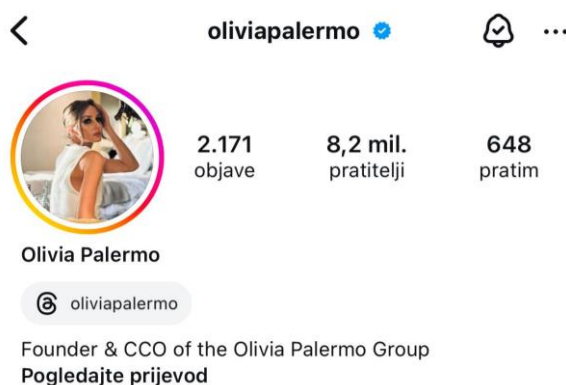 oliviapalermo
2.171 8,2 mil. 648
objave pratitelji pratim
Olivia Palermo
oliviapalermo
Founder & CCO of the Olivia Palermo Group
Pogledajte prijevod